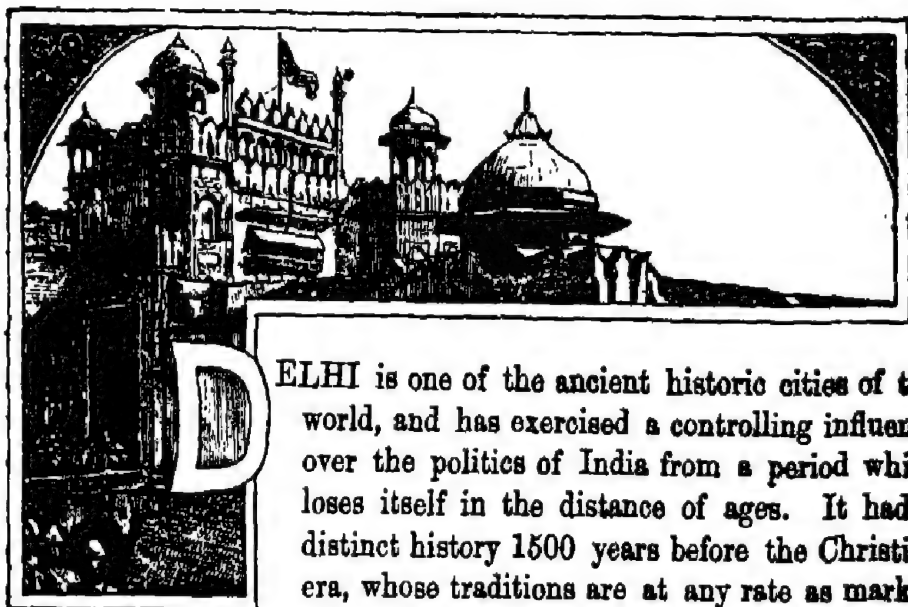 DELHI is one of the ancient historic cities of t
world, and has exercised a controlling influen
over the politics of India from a period whi
loses itself in the distance of ages. It had
distinct history 1500 years before the Christi
era, whose traditions are at any rate as mark